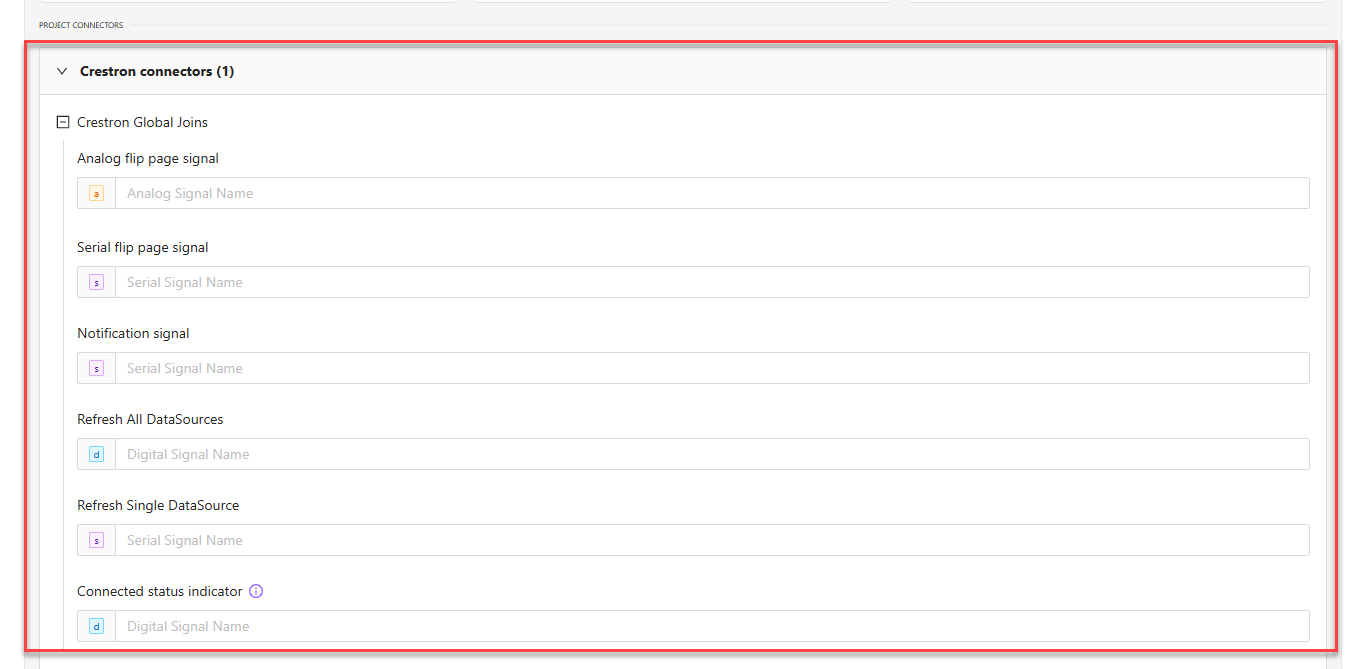 PROJECT CONNECTORS
Crestron connectors (1)
Crestron Global Joins
Analog flip page signal
a Analog Signal Name
Serial flip page signal
s Serial Signal Name
Notification signal
s Serial Signal Name
Refresh All DataSources
d Digital Signal Name
Refresh Single DataSource
s Serial Signal Name
Connected status indicator
d Digital Signal Name